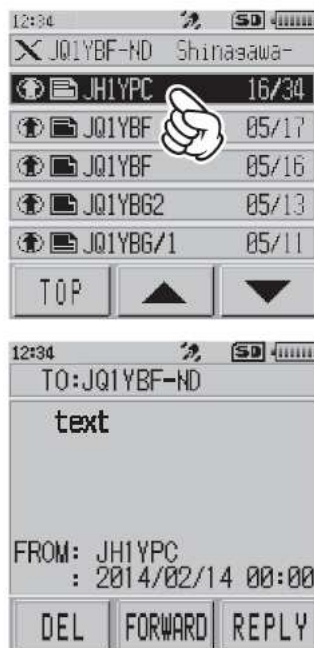 12:34 SD
X JQ1YBF-ND Shinagawa-
JH1YPC 16/34
JQ1YBF 05/17
JQ1YBF 05/16
JQ1YBG2 05/13
JQ1YBG/1 05/11
TOP
12:34 SD
TO:JQ1YBF-ND
text
FROM: JH1YPC
: 2014/02/14 00:00
DEL FORWARD REPLY